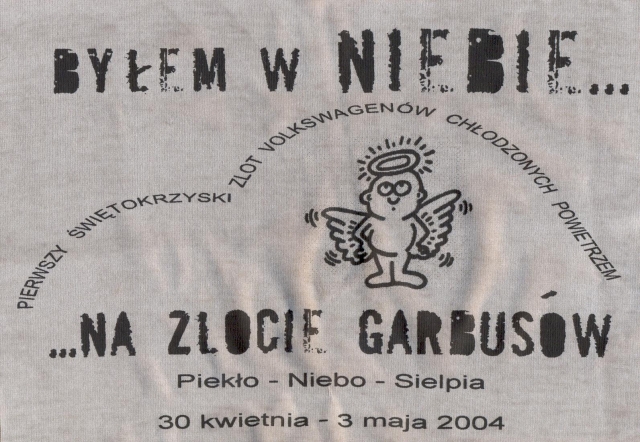 BYŁEM W NIEBIE...
PIERWSZY ŚWIĘTOKRZYSKI ZLOT VOLKSWAGENÓW CHŁODZONYCH POWIETRZEM
...NA ZLOCIE GARBUSÓW
Piekło - Niebo - Sielpia
30 kwietnia - 3 maja 2004